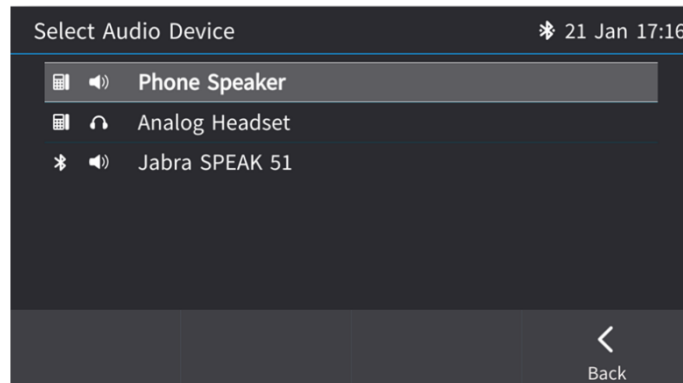 Select Audio Device 21 Jan 17:16
Phone Speaker
Analog Headset
Jabra SPEAK 51
Back